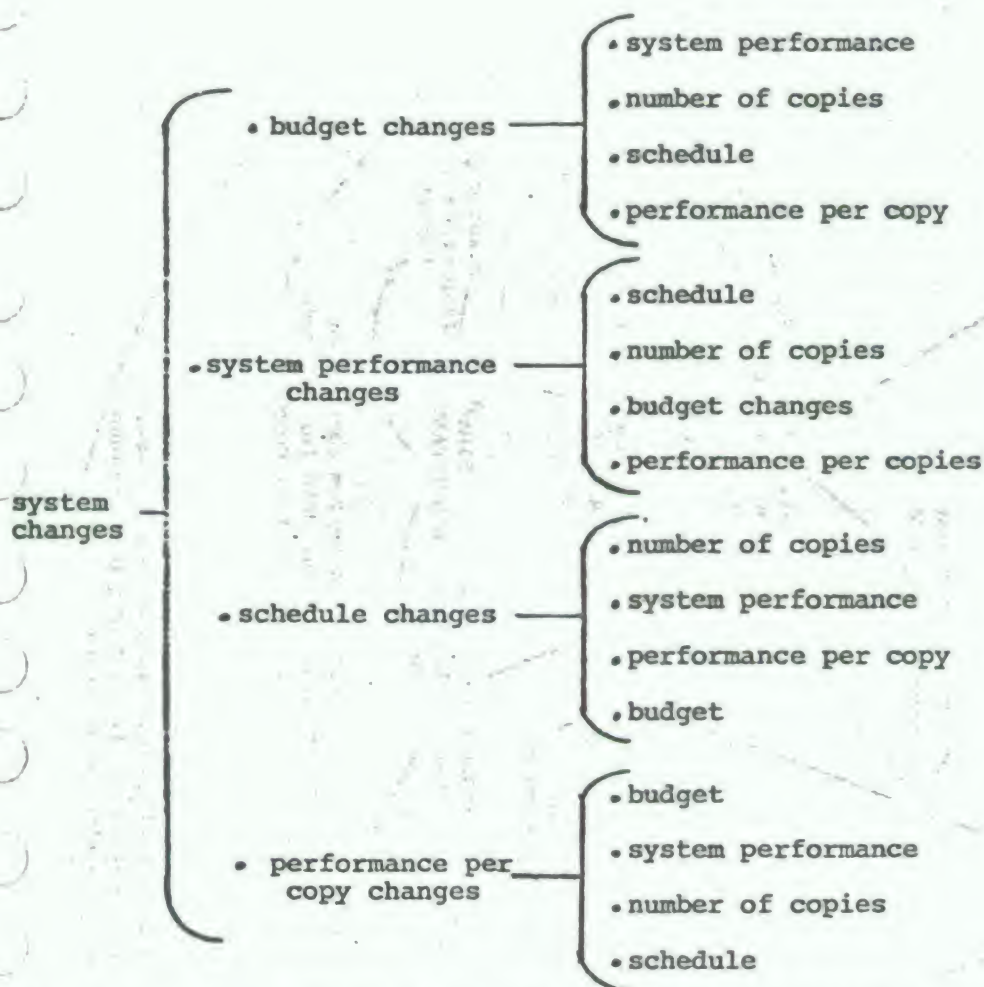 system
changes
• budget changes
• system performance
• number of copies
• schedule
• performance per copy
• system performance
changes
• schedule
• number of copies
• budget changes
• performance per copies
• schedule changes
• number of copies
• system performance
• performance per copy
• budget
• performance per
copy changes
• budget
• system performance
• number of copies
• schedule